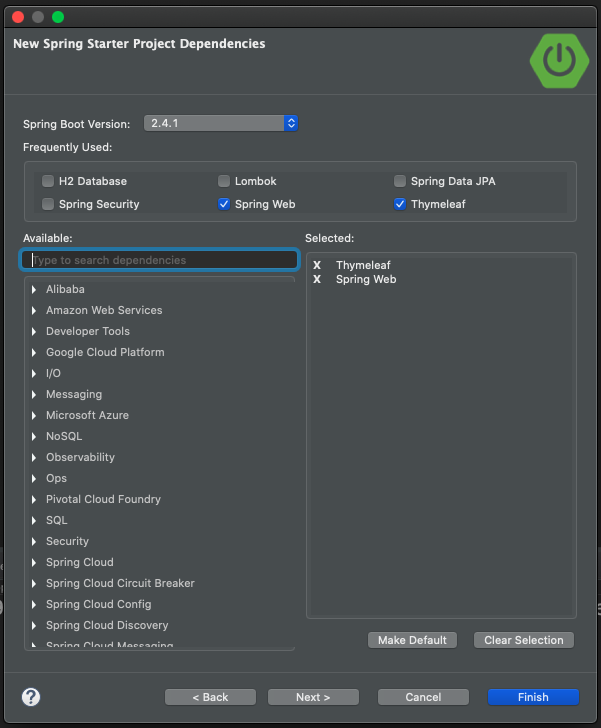 New Spring Starter Project Dependencies
Spring Boot Version: 2.4.1
Frequently Used:
H2 Database Lombok Spring Data JPA
Spring Security Spring Web Thymeleaf
Available: Selected:
Type to search dependencies
X Thymeleaf
X Spring Web
Alibaba
Amazon Web Services
Developer Tools
Google Cloud Platform
I/O
Messaging
Microsoft Azure
NoSQL
Observability
Ops
Pivotal Cloud Foundry
SQL
Security
Spring Cloud
Spring Cloud Circuit Breaker
Spring Cloud Config
Spring Cloud Discovery
Spring Cloud Messaging
Make Default Clear Selection
? < Back Next > Cancel Finish